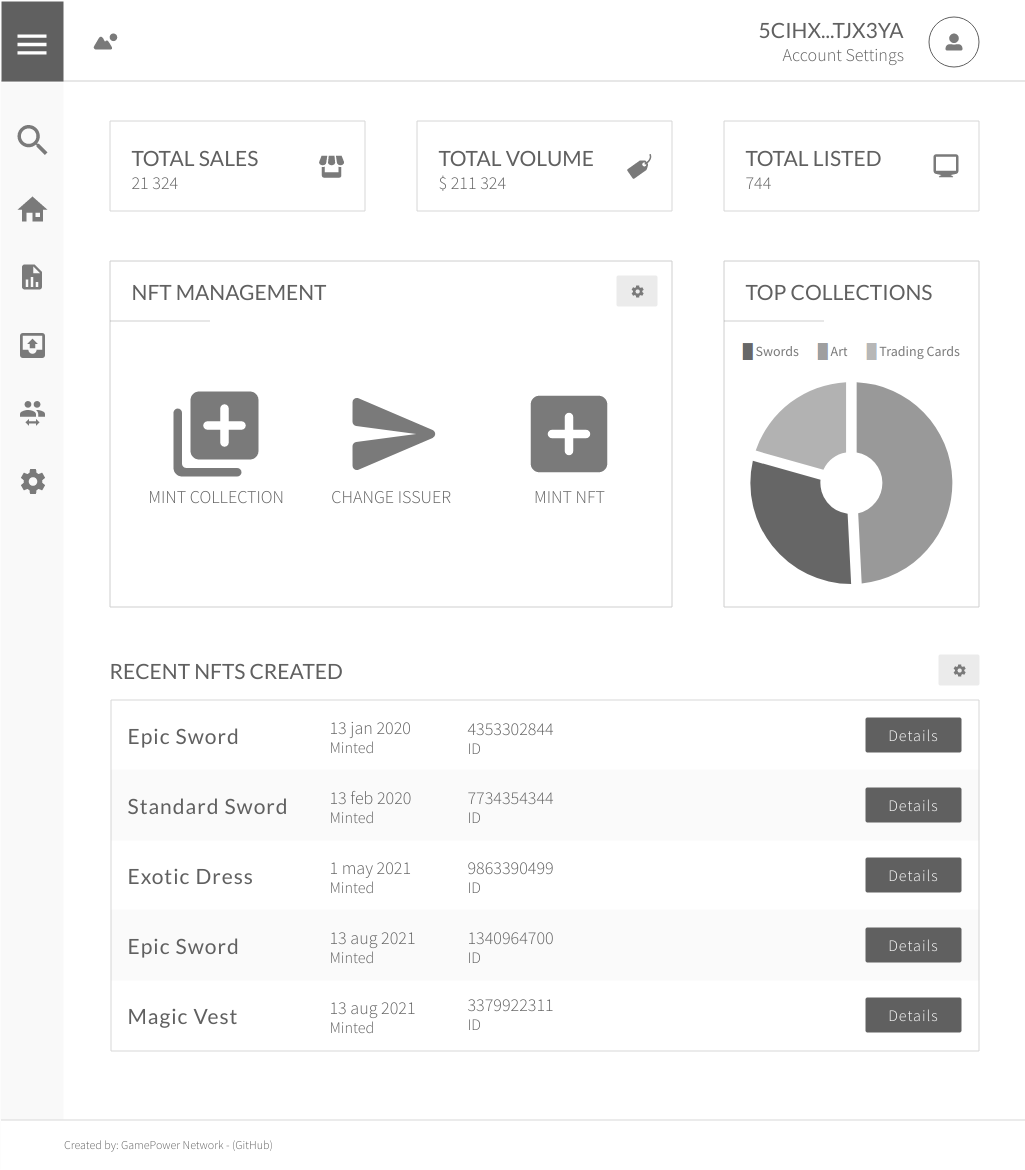 5CIHX...TJX3YA
Account Settings
TOTAL SALES
21 324
TOTAL VOLUME
$ 211 324
TOTAL LISTED
744
NFT MANAGEMENT
MINT COLLECTION
CHANGE ISSUER
MINT NFT
TOP COLLECTIONS
Swords Art Trading Cards
RECENT NFTS CREATED
Epic Sword 13 jan 2020 4353302844 Details
Minted ID
Standard Sword 13 feb 2020 7734354344 Details
Minted ID
Exotic Dress 1 may 2021 9863390499 Details
Minted ID
Epic Sword 13 aug 2021 1340964700 Details
Minted ID
Magic Vest 13 aug 2021 3379922311 Details
Minted ID
Created by: GamePower Network - (GitHub)